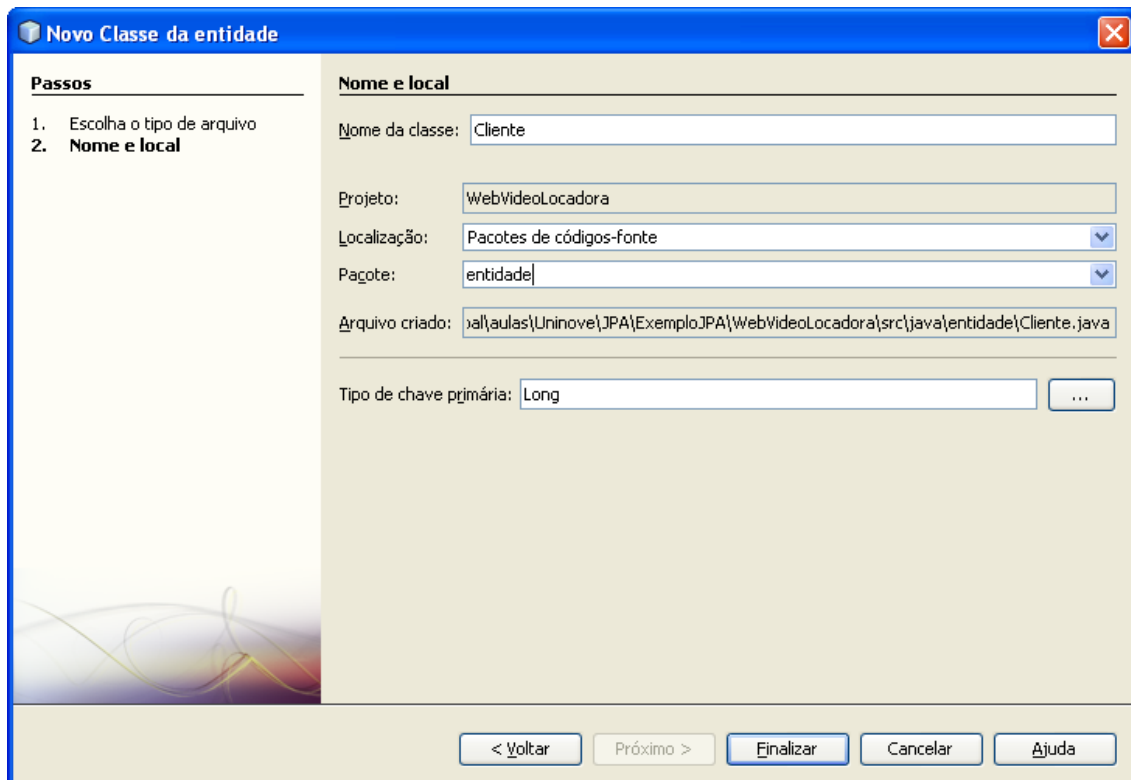 Novo Classe da entidade
Passos
1. Escolha o tipo de arquivo
2. Nome e local
Nome e local
Nome da classe: Cliente
Projeto: WebVideoLocadora
Localização: Pacotes de códigos-fonte
Pacote: entidade
Arquivo criado: al\aulas\Uninove\JPA\ExemploJPA\WebVideoLocadora\src\java\entidade\Cliente.java
Tipo de chave primária: Long ...
< Voltar Próximo > Finalizar Cancelar Ajuda